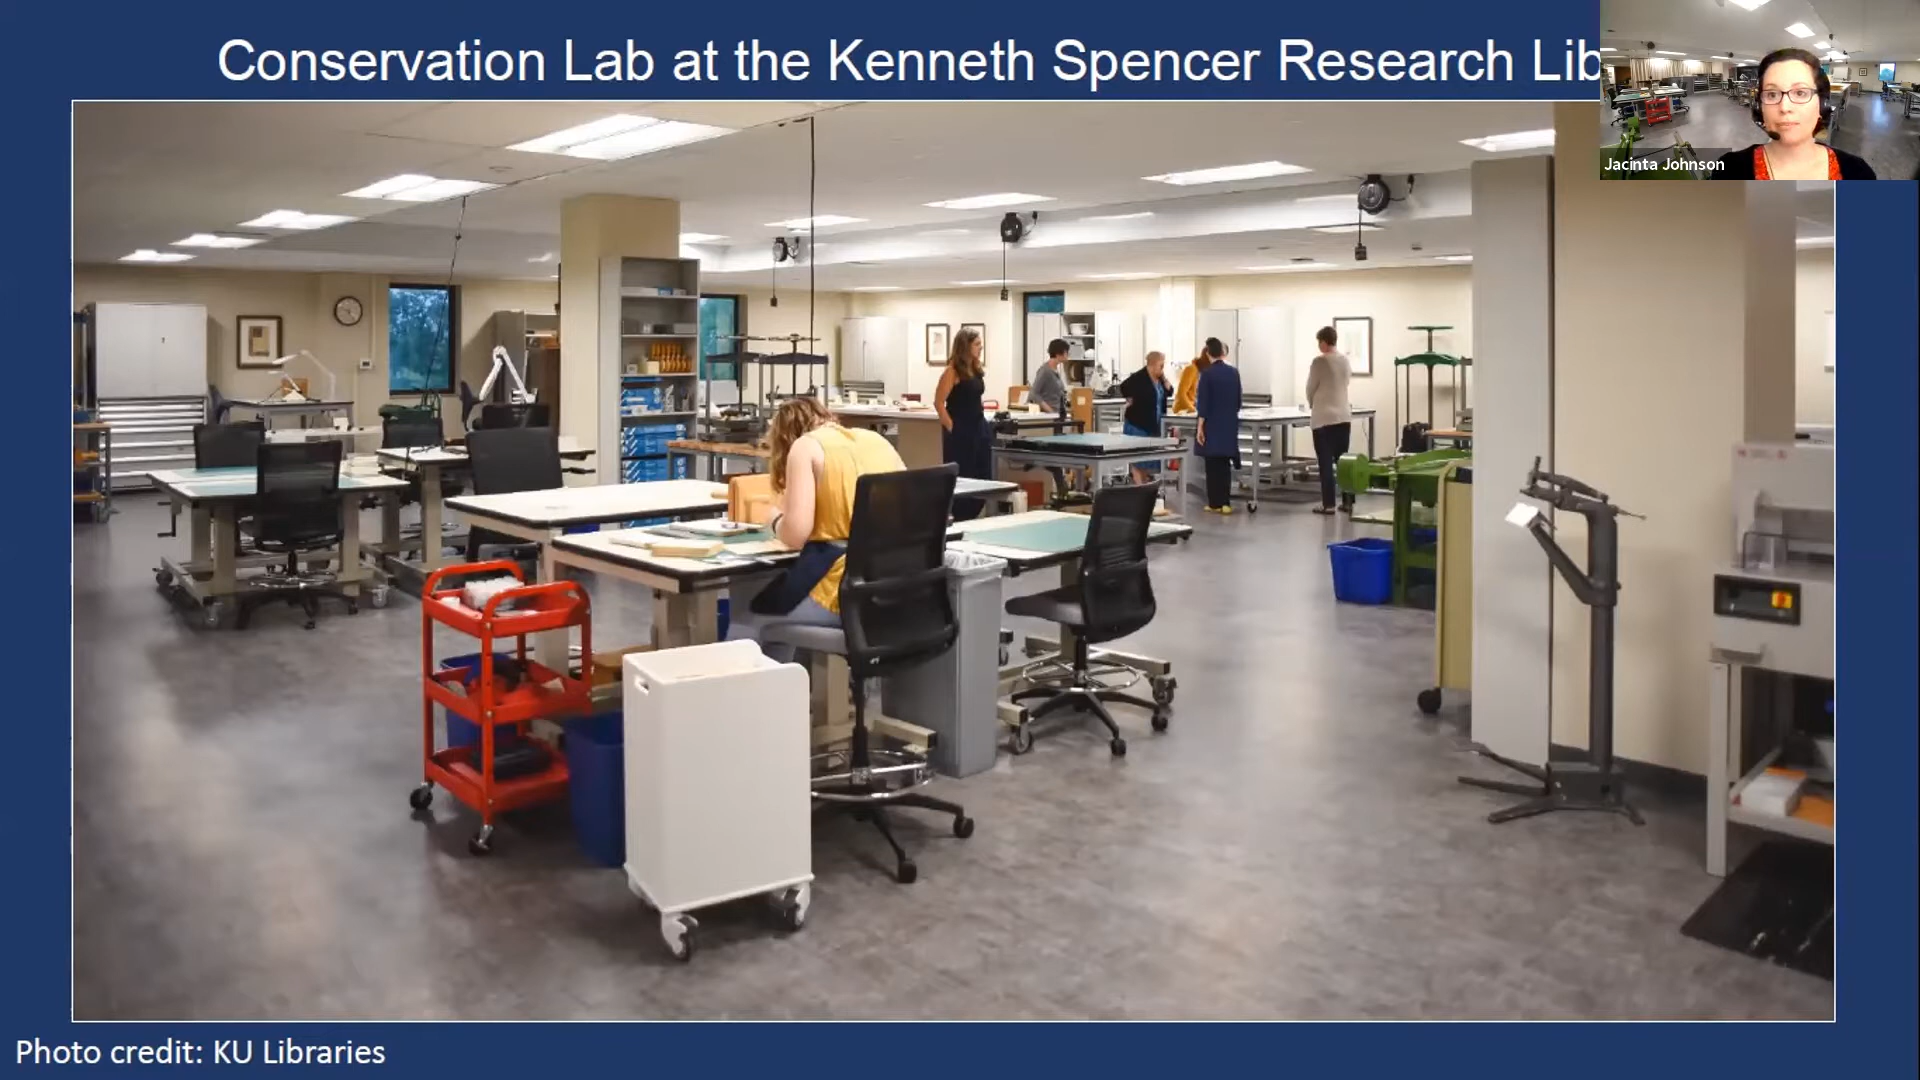 Conservation Lab at the Kenneth Spencer Research Lib
Jacinta Johnson
Photo credit: KU Libraries